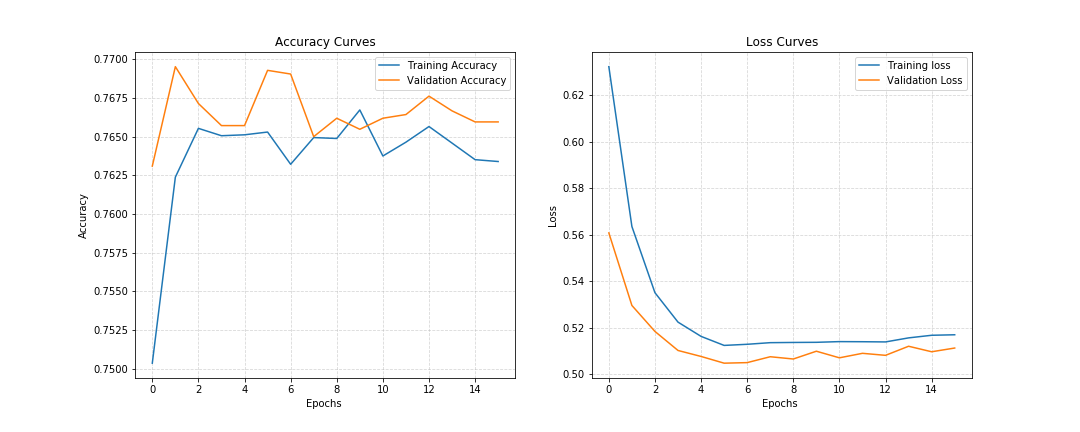 Accuracy Curves
Training Accuracy
Validation Accuracy
0.7700
0.7675
0.7650
0.7625
0.7600
0.7575
0.7550
0.7525
0.7500
Accuracy
0 2 4 6 8 10 12 14
Epochs
Loss Curves
Training loss
Validation Loss
0.62
0.60
0.58
0.56
0.54
0.52
0.50
Loss
0 2 4 6 8 10 12 14
Epochs